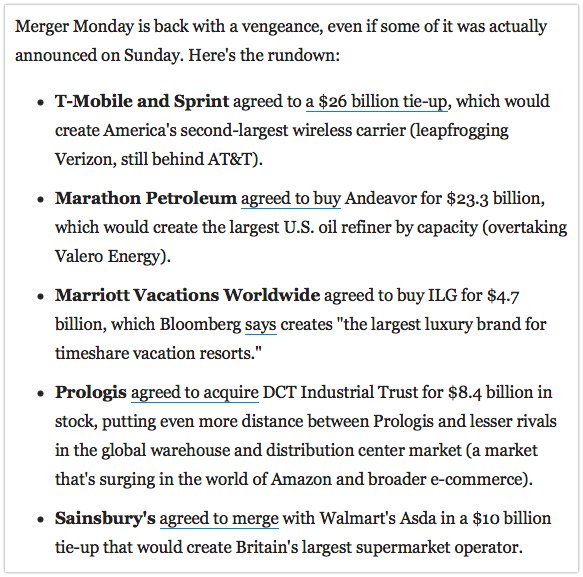 Merger Monday is back with a vengeance, even if some of it was actually
announced on Sunday. Here's the rundown:
• T-Mobile and Sprint agreed to a $26 billion tie-up, which would
create America's second-largest wireless carrier (leapfrogging
Verizon, still behind AT&T).
• Marathon Petroleum agreed to buy Andeavor for $23.3 billion,
which would create the largest U.S. oil refiner by capacity (overtaking
Valero Energy).
• Marriott Vacations Worldwide agreed to buy ILG for $4.7
billion, which Bloomberg says creates "the largest luxury brand for
timeshare vacation resorts."
• Prologis agreed to acquire DCT Industrial Trust for $8.4 billion in
stock, putting even more distance between Prologis and lesser rivals
in the global warehouse and distribution center market (a market
that's surging in the world of Amazon and broader e-commerce).
• Sainsbury's agreed to merge with Walmart's Asda in a $10 billion
tie-up that would create Britain's largest supermarket operator.